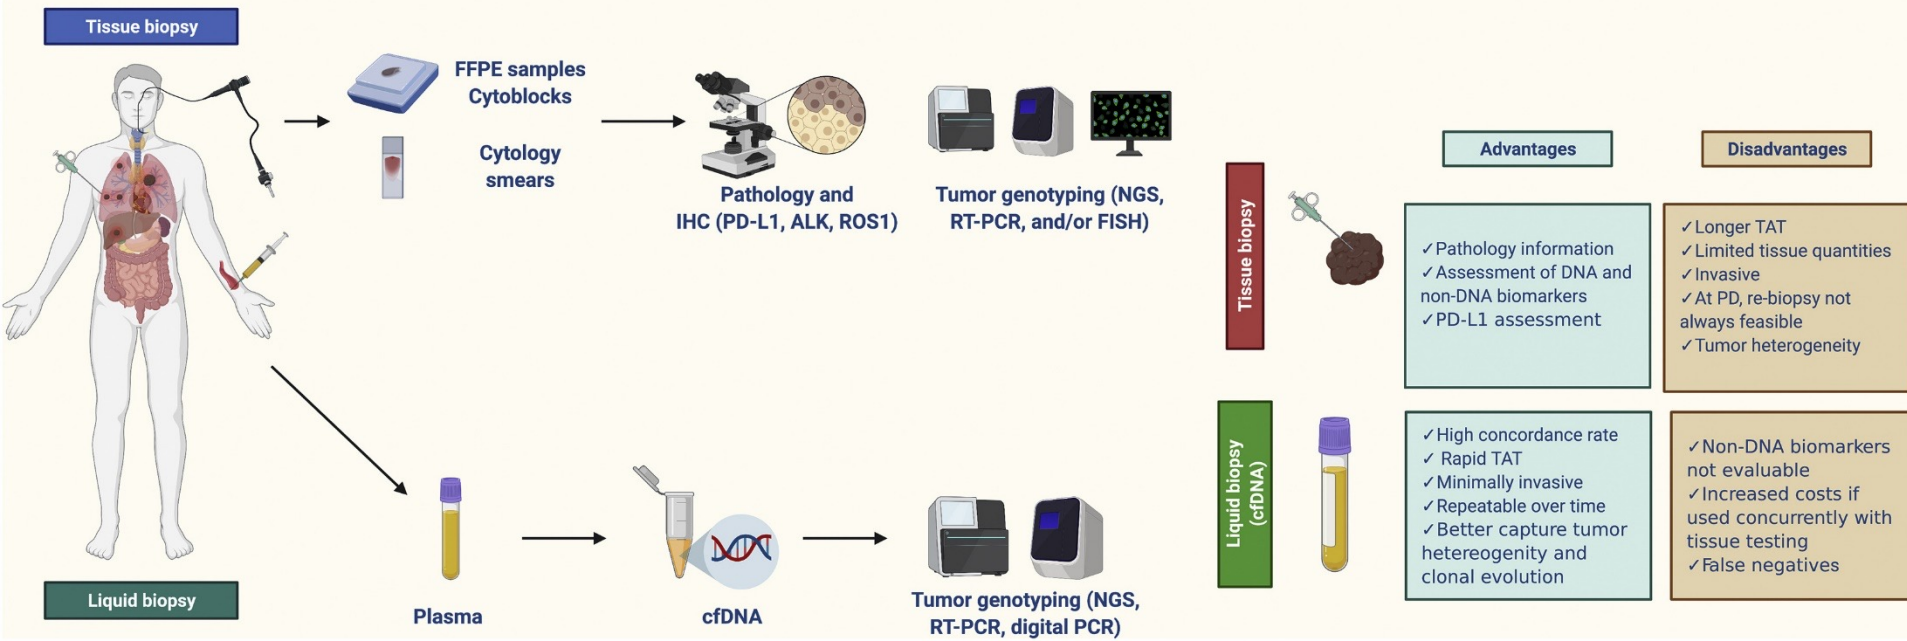 Tissue biopsy
FFPE samples
Cytoblocks
Cytology
smears
Pathology and
IHC (PD-L1, ALK, ROS1)
Tumor genotyping (NGS,
RT-PCR, and/or FISH)
Liquid biopsy
Plasma
cfDNA
Tumor genotyping (NGS,
RT-PCR, digital PCR)
Advantages
Disadvantages
Tissue biopsy
✓Pathology information
✓Assessment of DNA and
non-DNA biomarkers
✓PD-L1 assessment
✓Longer TAT
✓Limited tissue quantities
✓Invasive
✓At PD, re-biopsy not
always feasible
✓Tumor heterogeneity
Liquid biopsy
(cfDNA)
✓High concordance rate
✓ Rapid TAT
✓Minimally invasive
✓Repeatable over time
✓Better capture tumor
hetereogenity and
clonal evolution
✓Non-DNA biomarkers
not evaluable
✓Increased costs if
used concurrently with
tissue testing
✓False negatives